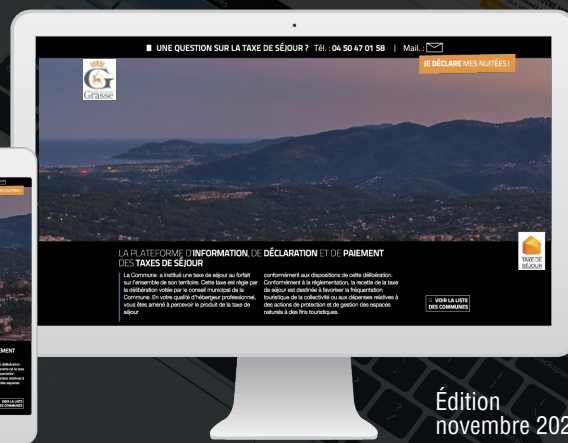 UNE QUESTION SUR LA TAXE DE SÉJOUR ? Tél. : 04 50 47 01 58 | Mail. :
JE DÉCLARE MES NUITÉES !
Grasse
LA PLATEFORME D'INFORMATION, DE DÉCLARATION ET DE PAIEMENT
DES TAXES DE SÉJOUR
La Commune a institué une taxe de séjour au forfait
sur l'ensemble de son territoire. Cette taxe est régie par
la délibération votée par le conseil municipal de la
Commune. En votre qualité d'hébergeur professionnel,
vous êtes amené à percevoir le produit de la taxe de
séjour
conformément aux dispositions de cette délibération.
Conformément à la réglementation, la recette de la taxe
de séjour est destinée à favoriser la fréquentation
touristique de la collectivité ou aux dépenses relatives à
des actions de protection et de gestion des espaces
naturels à des fins touristiques.
TAXE DE
SÉJOUR
VOIR LA LISTE
DES COMMUNES
VOIR LA LISTE
DES COMMUNES
Édition
novembre 202